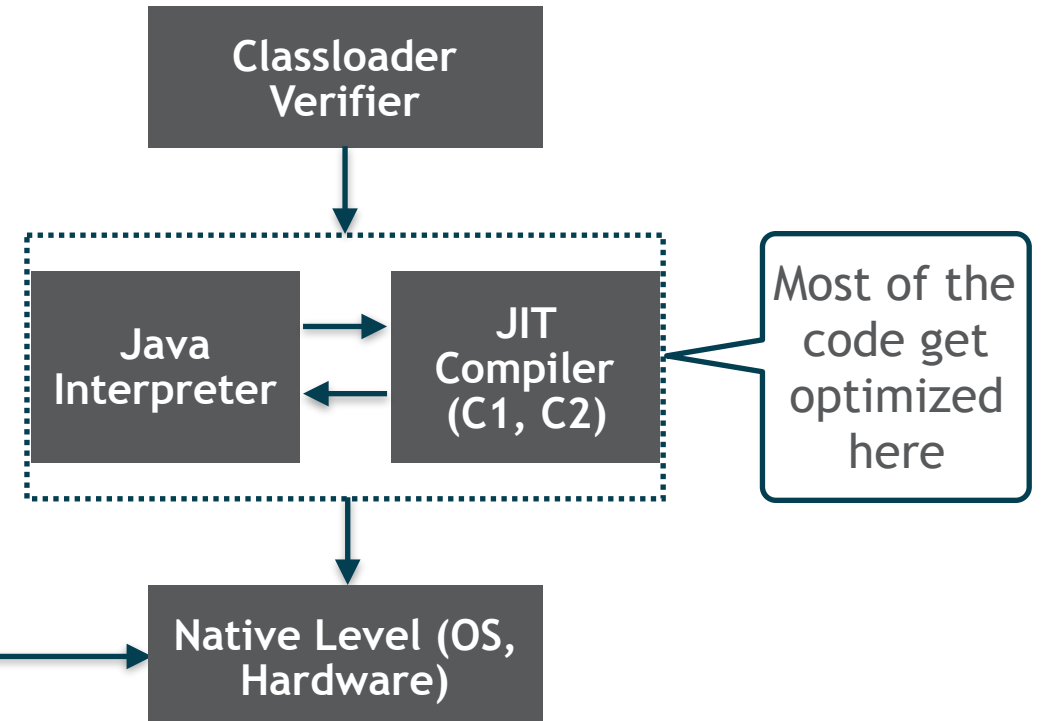 Classloader
Verifier
Java
Interpreter
JIT
Compiler
(C1, C2)
Most of the
code get
optimized
here
Native Level (OS,
Hardware)